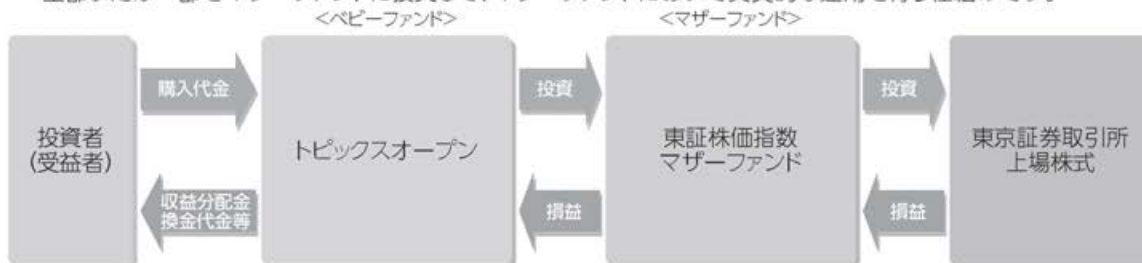 <ベビーファンド>
<マザーファンド>
投資者
(受益者)
購入代金
収益分配金
換金代金等
トピックスオープン
投資
損益
東証株価指数
マザーファンド
投資
損益
東京証券取引所
上場株式